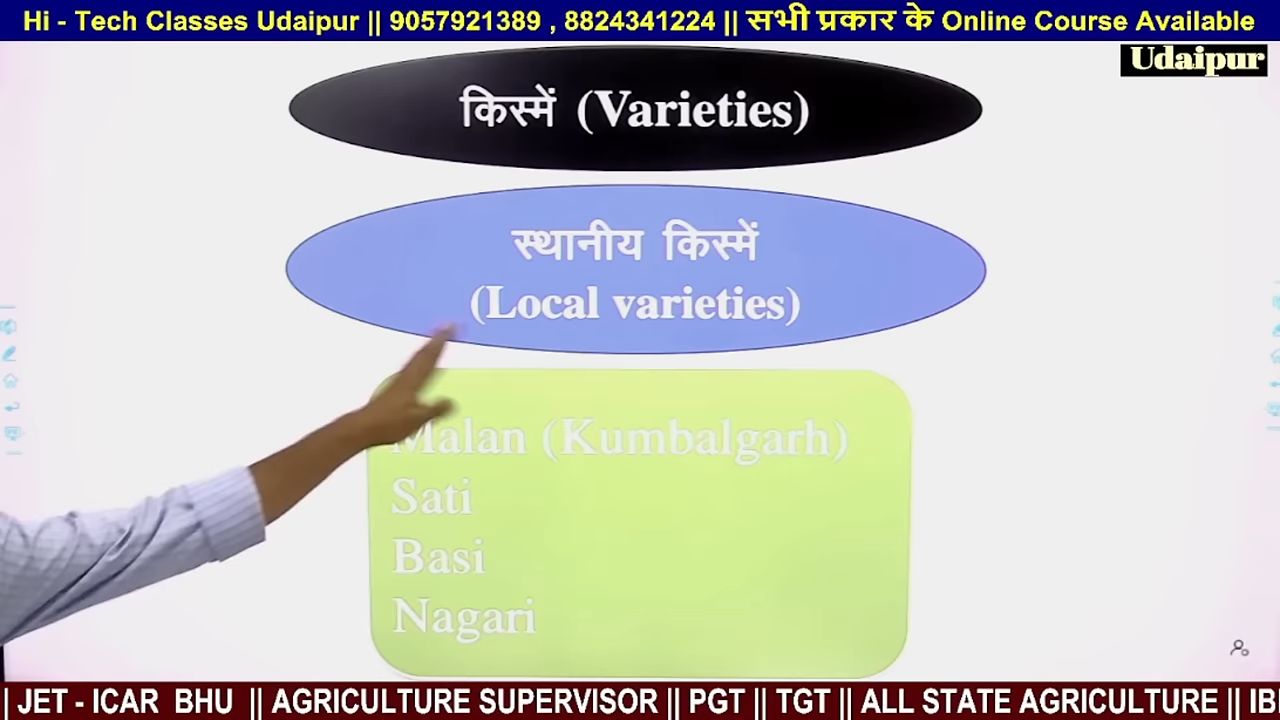 Hi - Tech Classes Udaipur || 9057921389 , 8824341224 || सभी प्रकार के Online Course Available
Udaipur
किस्में (Varieties)
स्थानीय किस्में
(Local varieties)
Malan (Kumbalgarh)
Sati
Basi
Nagari
| JET - ICAR BHU || AGRICULTURE SUPERVISOR || PGT || TGT || ALL STATE AGRICULTURE ||